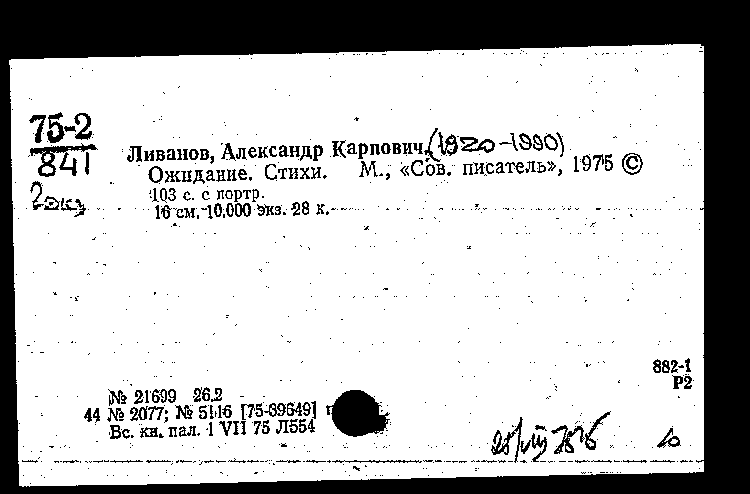 75-2
841
2 экз
Ливанов, Александр Карпович (1920-1990)
Ожидание. Стихи. М., «Сов. писатель», 1975 ©
103 с. с портр.
16 см. 10.000 экз. 28 к.
882-1
Р2
№ 21699 26.2
44 № 2077; № 5116 [75-39649] п
Вс. кн. пал. 1 VII 75 Л554